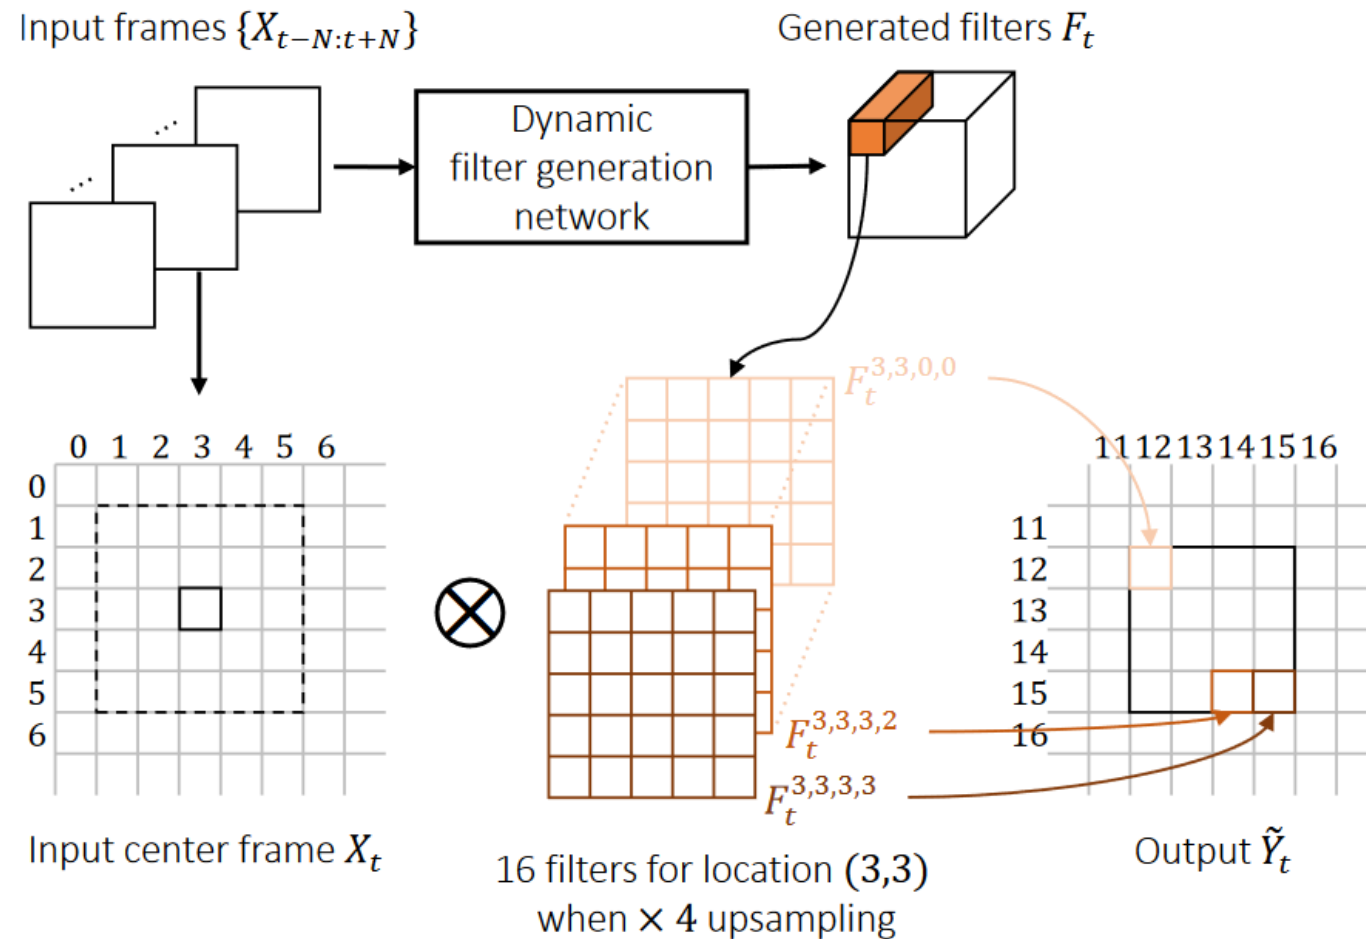 Input frames {X_{t−N:t+N}}
Generated filters F_t
Dynamic
filter generation
network
F_t^{3,3,0,0}
0 1 2 3 4 5 6
0
1
2
3
4
5
6
11 12 13 14 15 16
11
12
13
14
15
16
F_t^{3,3,3,2}
F_t^{3,3,3,3}
Input center frame X_t
16 filters for location (3,3)
when × 4 upsampling
Output Ỹ_t